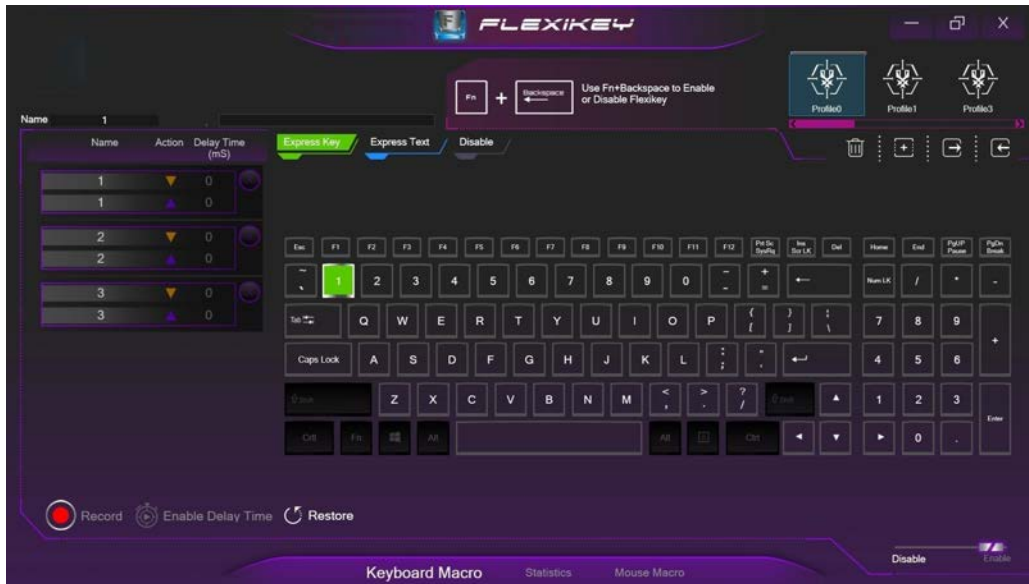 FLEXiKEY
Fn + Backspace Use Fn+Backspace to Enable
or Disable Flexikey
Profile0 Profile1 Profile3
Name 1
Name Action Delay Time
(mS)
Express Key Express Text Disable
1 0
1 0
2 0
2 0
3 0
3 0
Esc F1 F2 F3 F4 F5 F6 F7 F8 F9 F10 F11 F12 Prt Sc SysRq Ins Scr LK Del Home End PgUP Pause PgDn Break
~ ` 1 2 3 4 5 6 7 8 9 0 - _ + = Num LK / * -
Tab Q W E R T Y U I O P { [ } ] | \ 7 8 9 +
Caps Lock A S D F G H J K L : ; " ' 4 5 6
Shift Z X C V B N M < , > . ? / Shift 1 2 3 Enter
Crtl Fn Alt Alt Ctrl 0 .
Record Enable Delay Time Restore
Disable Enable
Keyboard Macro Statistics Mouse Macro